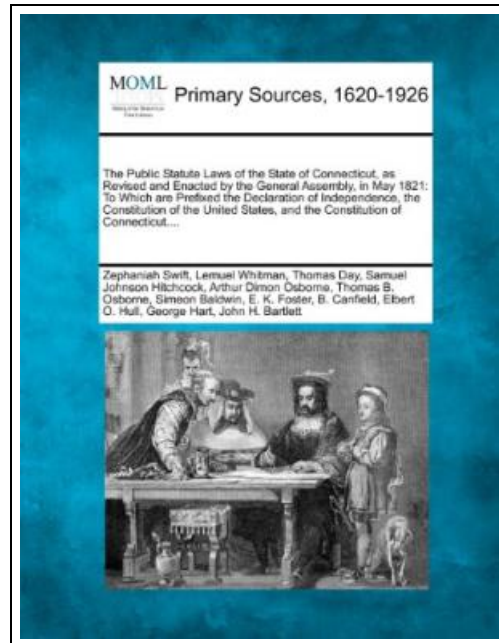 MOML
Primary Sources, 1620-1926
The Public Statute Laws of the State of Connecticut, as
Revised and Enacted by the General Assembly, in May 1821:
To Which are Prefixed the Declaration of Independence, the
Constitution of the United States, and the Constitution of
Connecticut....
Zephaniah Swift, Lemuel Whitman, Thomas Day, Samuel
Johnson Hitchcock, Arthur Dimon Osborne, Thomas B.
Osborne, Simeon Baldwin, E. K. Foster, B. Canfield, Elbert
O. Hull, George Hart, John H. Bartlett